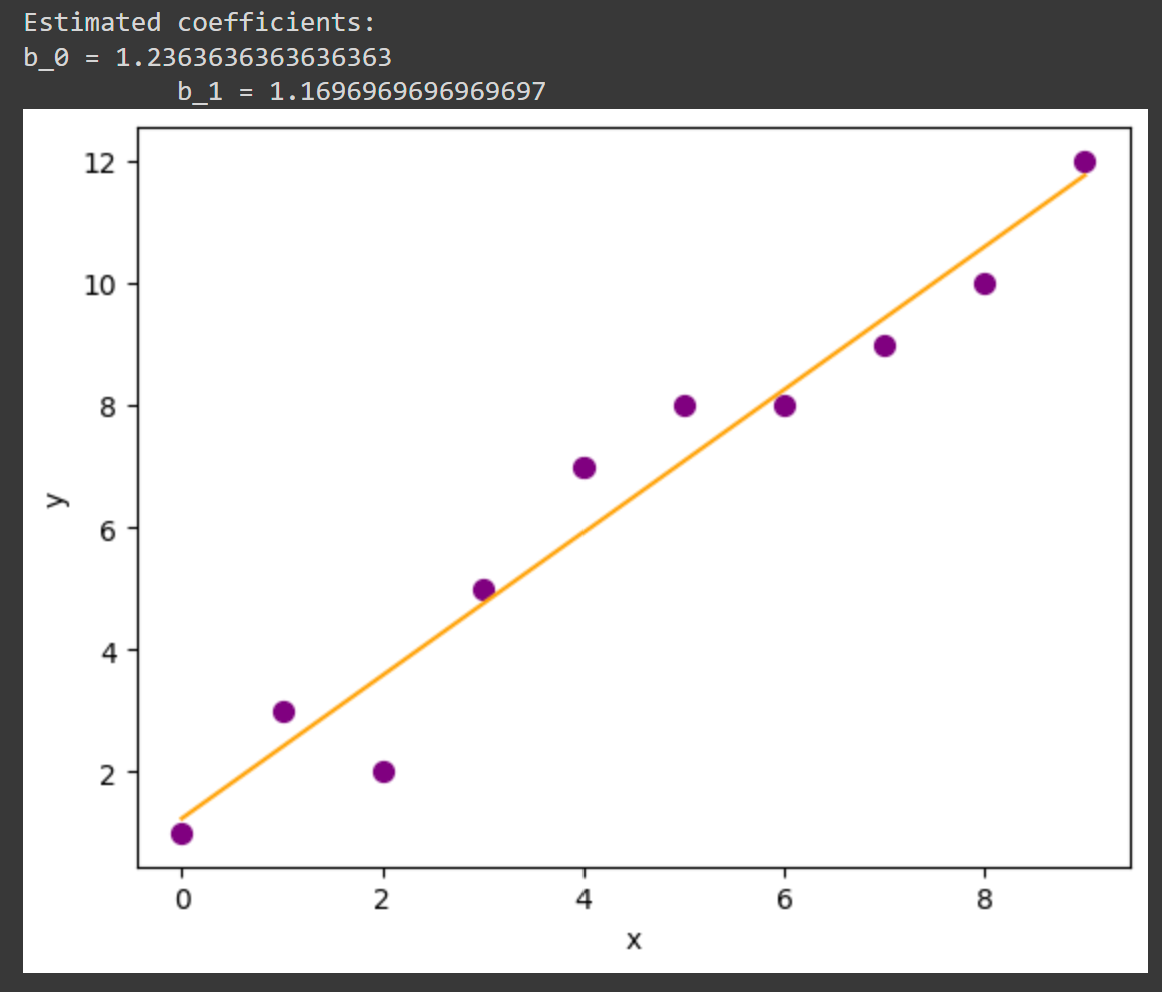 Estimated coefficients:
b_0 = 1.2363636363636363
b_1 = 1.1696969696969697
12
10
8
6
4
2
y
0 2 4 6 8
x